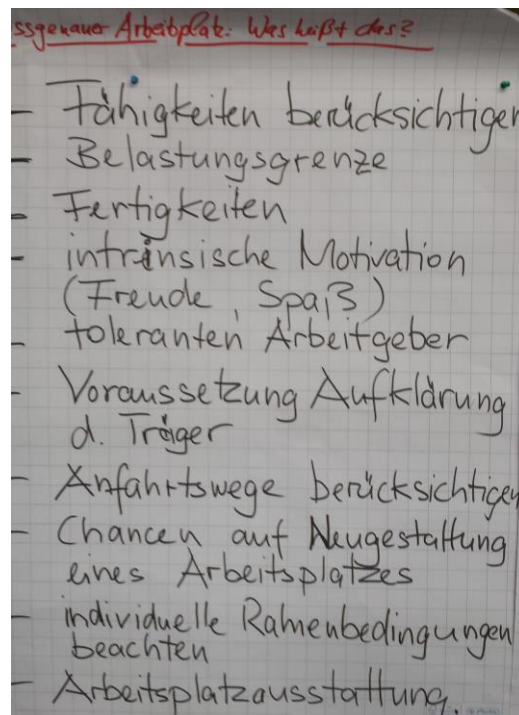 ssgenauer Arbeitplatz: Was heißt das?
- Fähigkeiten berücksichtigen
- Belastungsgrenze
- Fertigkeiten
- intrinsische Motivation
(Freude, Spaß)
- toleranten Arbeitgeber
- Voraussetzung Aufklärung
d. Träger
- Anfahrtswege berücksichtigen
- Chancen auf Neugestaltung
eines Arbeitsplatzes
- individuelle Rahmenbedingungen
beachten
- Arbeitsplatzausstattung